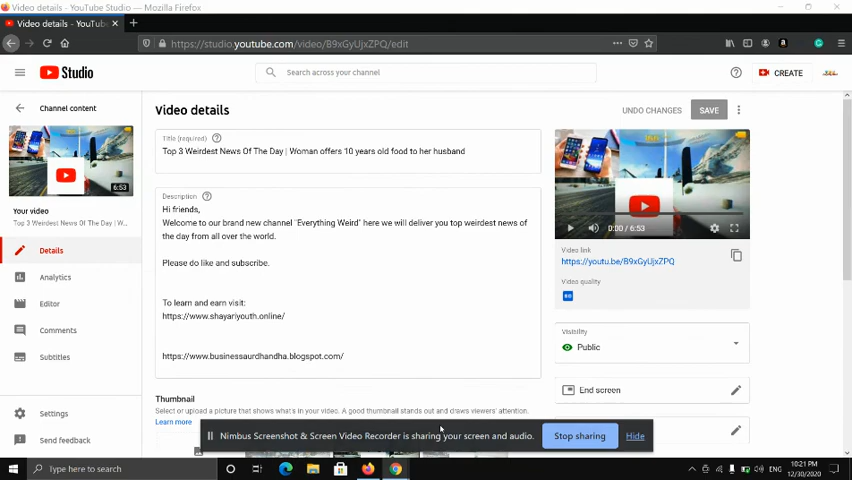 Video details - YouTube Studio — Mozilla Firefox
Video details - YouTube
https://studio.youtube.com/video/B9xGyUjxZPQ/edit
Studio
Search across your channel
CREATE
Channel content
6:53
Your video
Top 3 Weirdest News Of The Day | W...
Details
Analytics
Editor
Comments
Subtitles
Settings
Send feedback
Video details
UNDO CHANGES
SAVE
Title (required)
Top 3 Weirdest News Of The Day | Woman offers 10 years old food to her husband
Description
Hi friends,
Welcome to our brand new channel "Everything Weird" here we will deliver you top weirdest news of
the day from all over the world.
Please do like and subscribe.
To learn and earn visit:
https://www.shayariyouth.online/
https://www.businessaurdhandha.blogspot.com/
Thumbnail
Select or upload a picture that shows what's in your video. A good thumbnail stands out and draws viewers' attention.
Learn more
0:00 / 6:53
Video link
https://youtu.be/B9xGyUjxZPQ
Video quality
Visibility
Public
End screen
Nimbus Screenshot & Screen Video Recorder is sharing your screen and audio.
Stop sharing
Hide
Type here to search
ENG
10:21 PM
12/30/2020